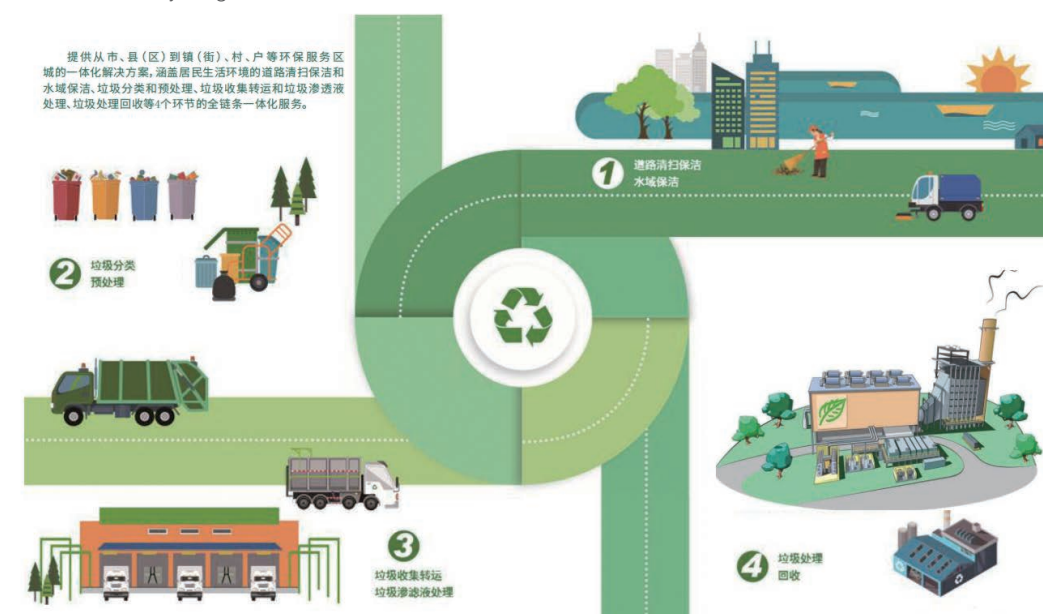 提供从市、县(区)到镇(街)、村、户等环保服务区
城的一体化解决方案,涵盖居民生活环境的道路清扫保洁和
水域保洁、垃圾分类和预处理、垃圾收集转运和垃圾渗透液
处理、垃圾处理回收等4个环节的全链条一体化服务。
1
道路清扫保洁
水域保洁
2
垃圾分类
预处理
3
垃圾收集转运
垃圾渗滤液处理
4
垃圾处理
回收